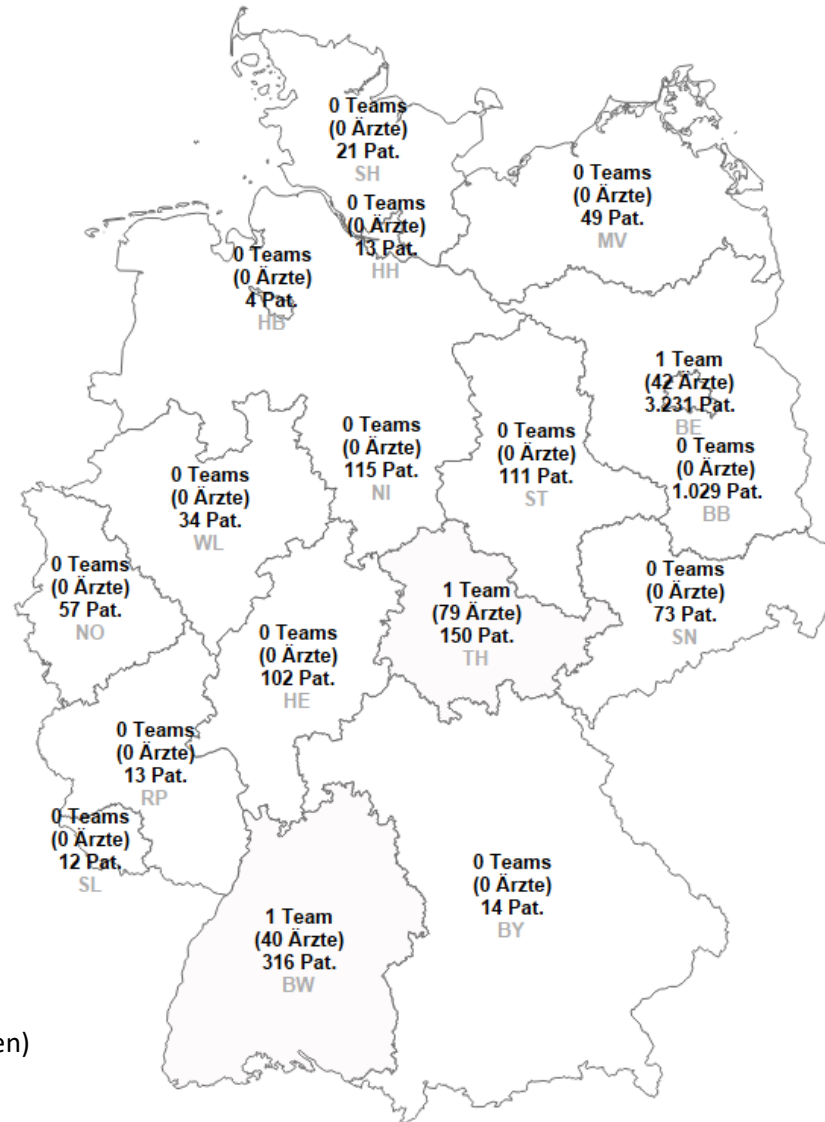 0 Teams
(0 Ärzte)
21 Pat.
SH
0 Teams
(0 Ärzte)
49 Pat.
MV
0 Teams
(0 Ärzte)
13 Pat.
HH
0 Teams
(0 Ärzte)
4 Pat.
HB
1 Team
(42 Ärzte)
3.231 Pat.
BE
0 Teams
(0 Ärzte)
115 Pat.
NI
0 Teams
(0 Ärzte)
111 Pat.
ST
0 Teams
(0 Ärzte)
1.029 Pat.
BB
0 Teams
(0 Ärzte)
34 Pat.
WL
0 Teams
(0 Ärzte)
57 Pat.
NO
0 Teams
(0 Ärzte)
102 Pat.
HE
1 Team
(79 Ärzte)
150 Pat.
TH
0 Teams
(0 Ärzte)
73 Pat.
SN
0 Teams
(0 Ärzte)
13 Pat.
RP
0 Teams
(0 Ärzte)
12 Pat.
SL
1 Team
(40 Ärzte)
316 Pat.
BW
0 Teams
(0 Ärzte)
14 Pat.
BY
en)